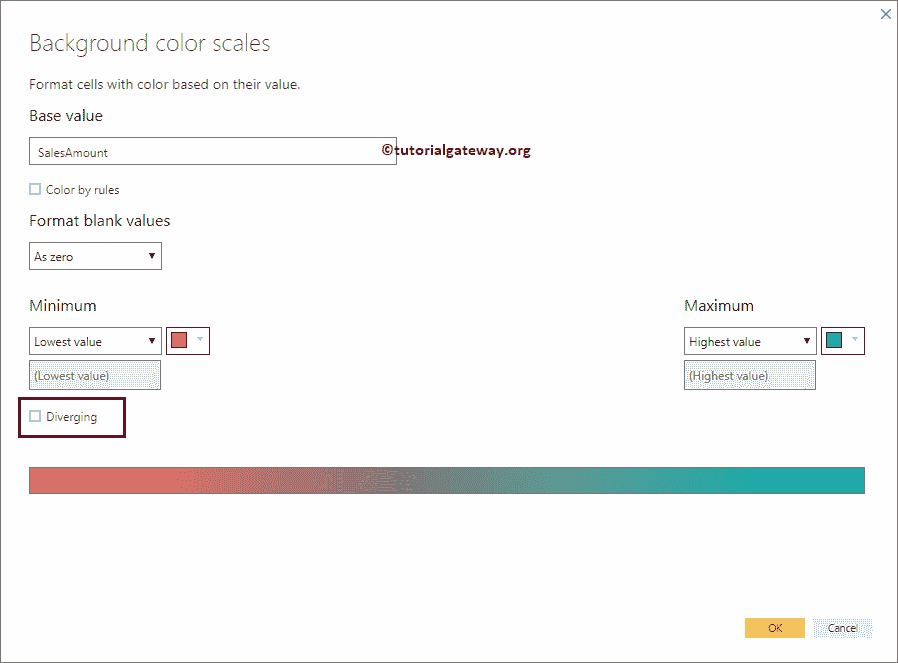 Background color scales
Format cells with color based on their value.
Base value
SalesAmount
©tutorialgateway.org
Color by rules
Format blank values
As zero
Minimum
Maximum
Lowest value
Highest value
(Lowest value)
(Highest value)
Diverging
OK
Cancel